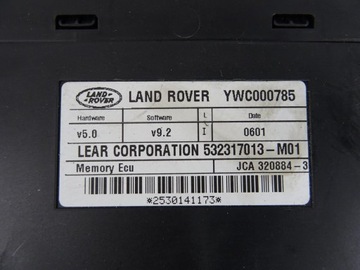 LAND ROVER LAND ROVER YWC000785
Hardware Software L Date
v5.0 v9.2 I 0601
LEAR CORPORATION 532317013-M01
Memory Ecu JCA 320884-3
*2530141173*